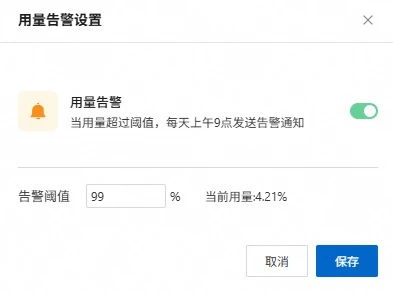 用量告警设置
用量告警
当用量超过阈值，每天上午9点发送告警通知
告警阈值 99 % 当前用量:4.21%
取消 保存